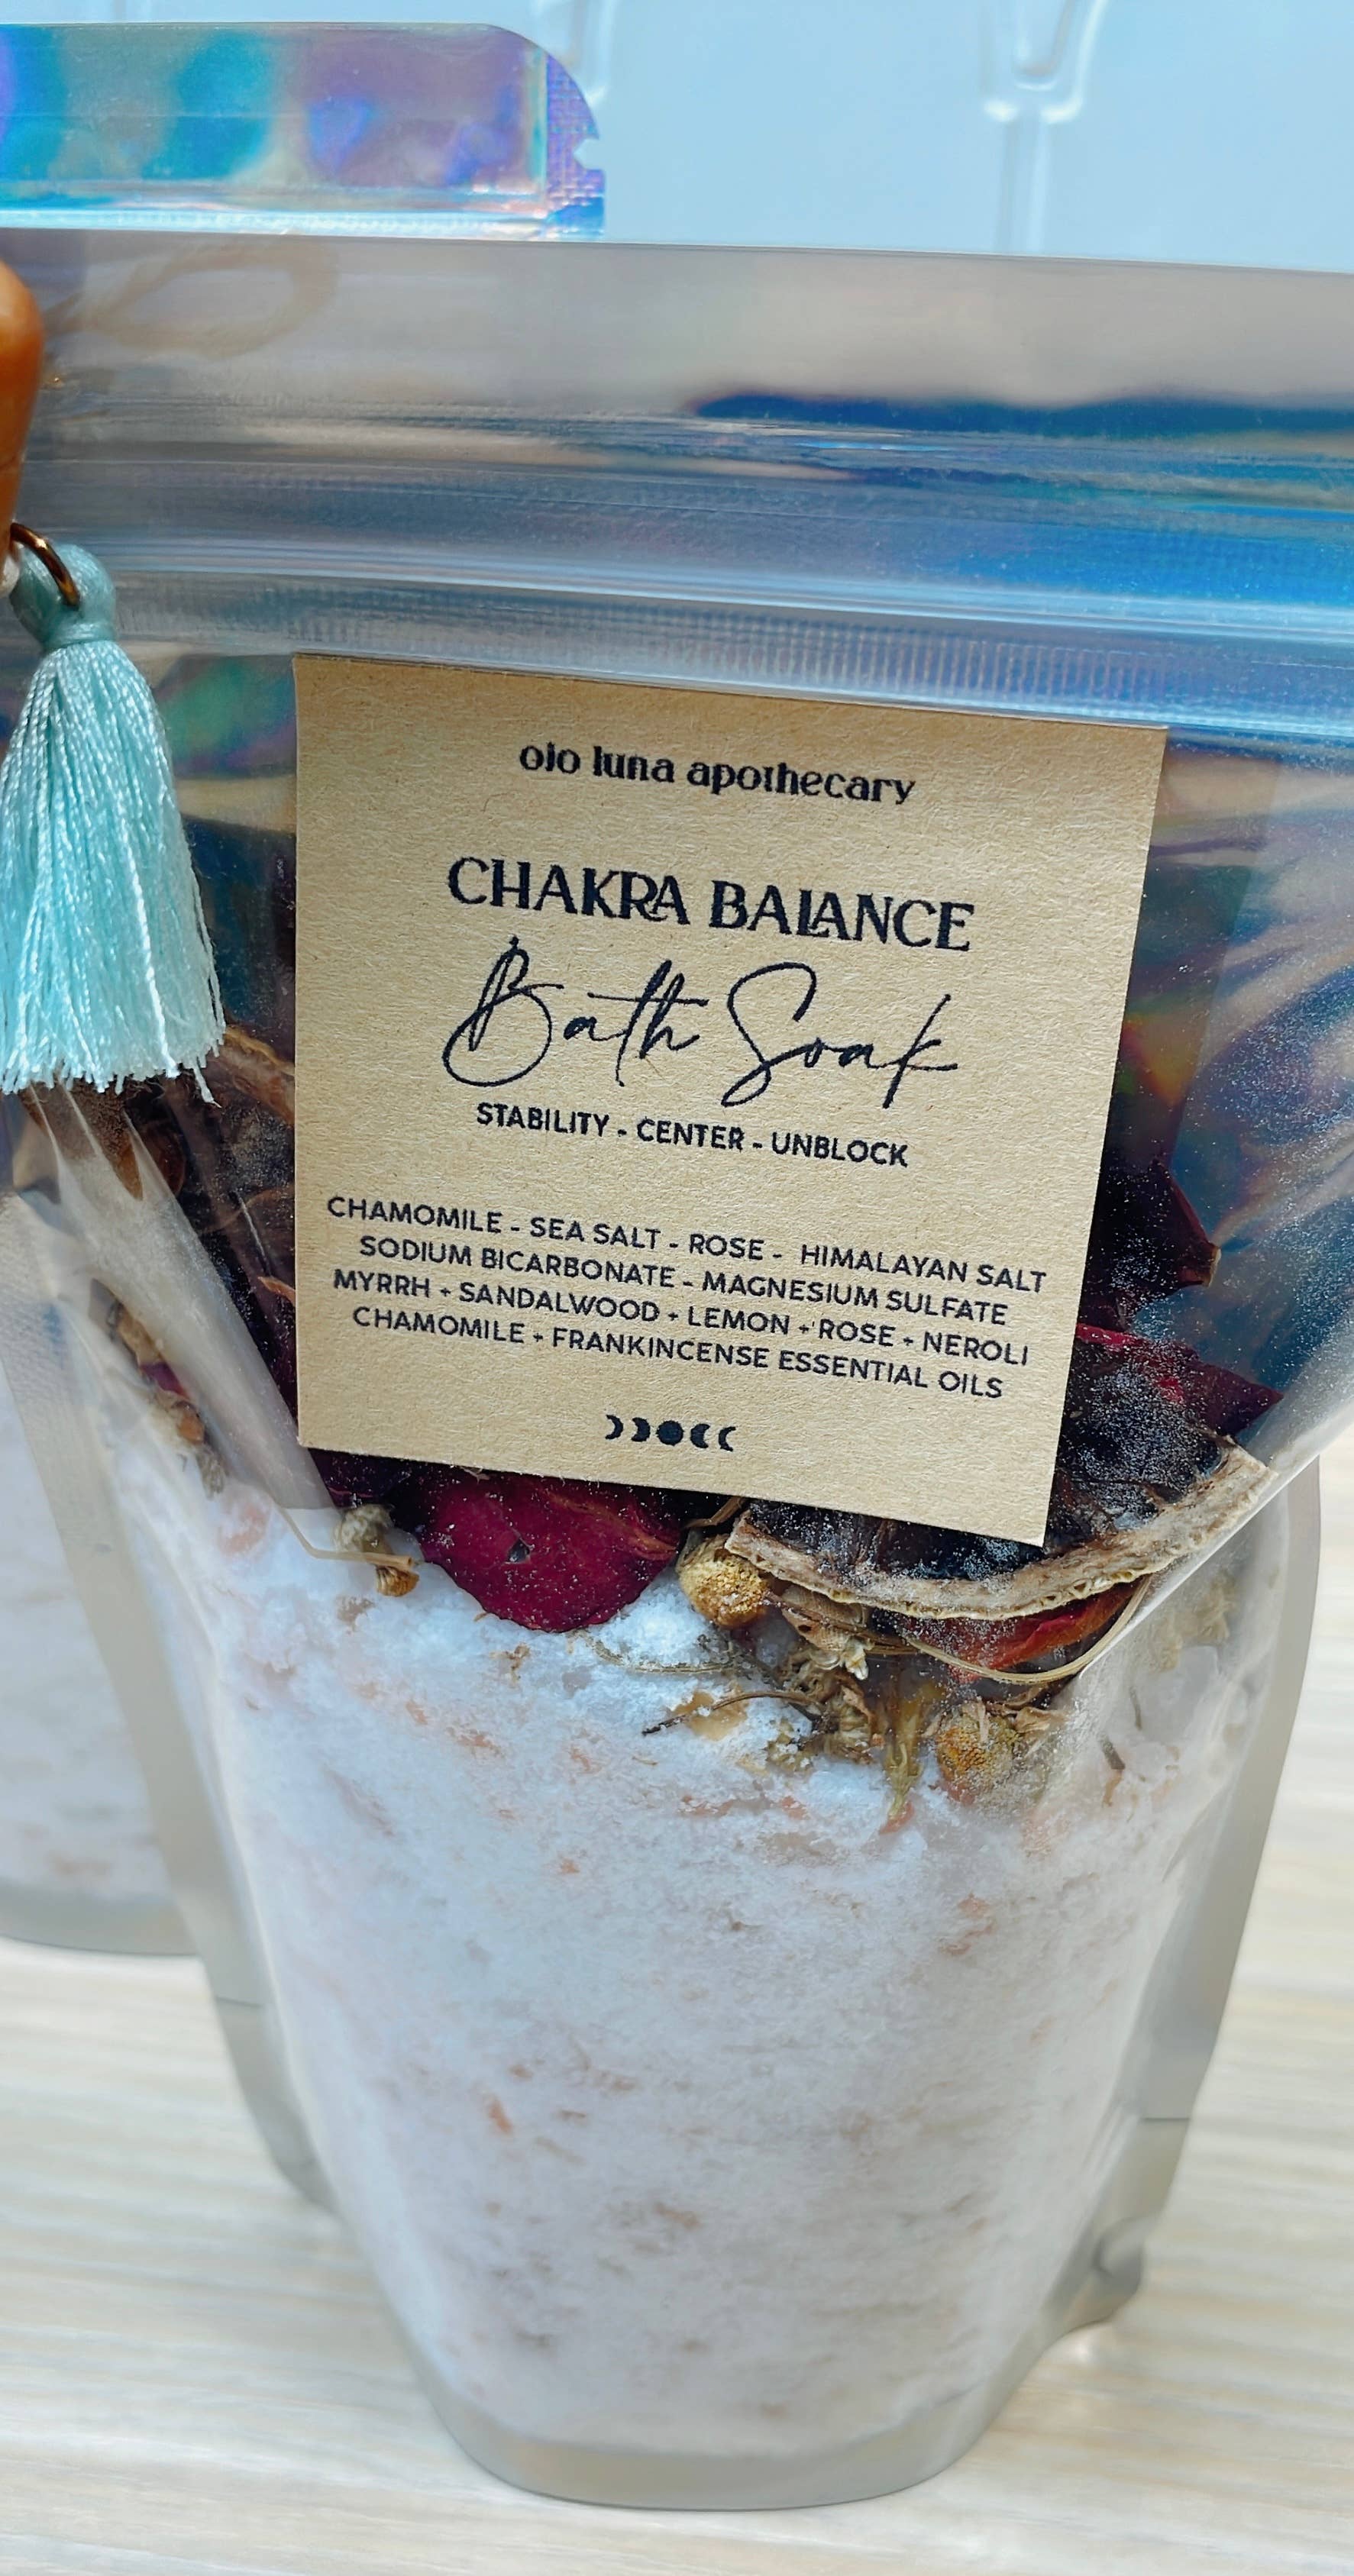 olo luna apothecary
CHAKRA BALANCE
Bath Soak
STABILITY - CENTER - UNBLOCK
CHAMOMILE - SEA SALT - ROSE - HIMALAYAN SALT
SODIUM BICARBONATE - MAGNESIUM SULFATE
MYRRH + SANDALWOOD + LEMON + ROSE + NEROLI
CHAMOMILE + FRANKINCENSE ESSENTIAL OILS